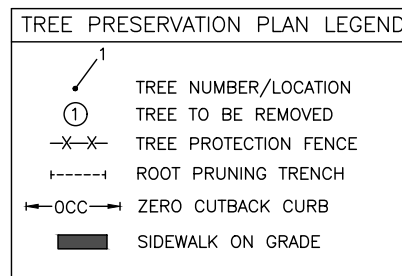 TREE PRESERVATION PLAN LEGEND
1
TREE NUMBER/LOCATION
1 TREE TO BE REMOVED
X X TREE PROTECTION FENCE
ROOT PRUNING TRENCH
0CC ZERO CUTBACK CURB
SIDEWALK ON GRADE